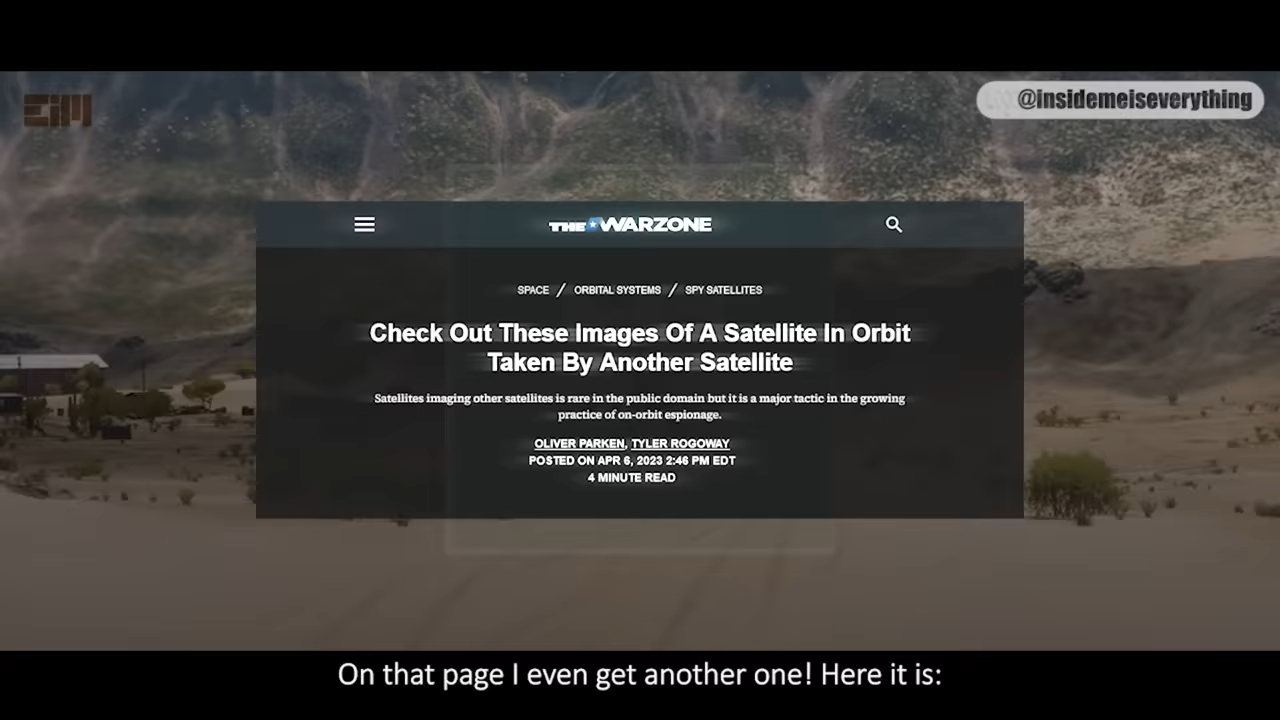 EIM
@insidemeiseverything
THE WARZONE
SPACE / ORBITAL SYSTEMS / SPY SATELLITES
Check Out These Images Of A Satellite In Orbit
Taken By Another Satellite
Satellites imaging other satellites is rare in the public domain but it is a major tactic in the growing
practice of on-orbit espionage.
OLIVER PARKEN, TYLER ROGOWAY
POSTED ON APR 6, 2023 2:46 PM EDT
4 MINUTE READ
On that page I even get another one! Here it is: